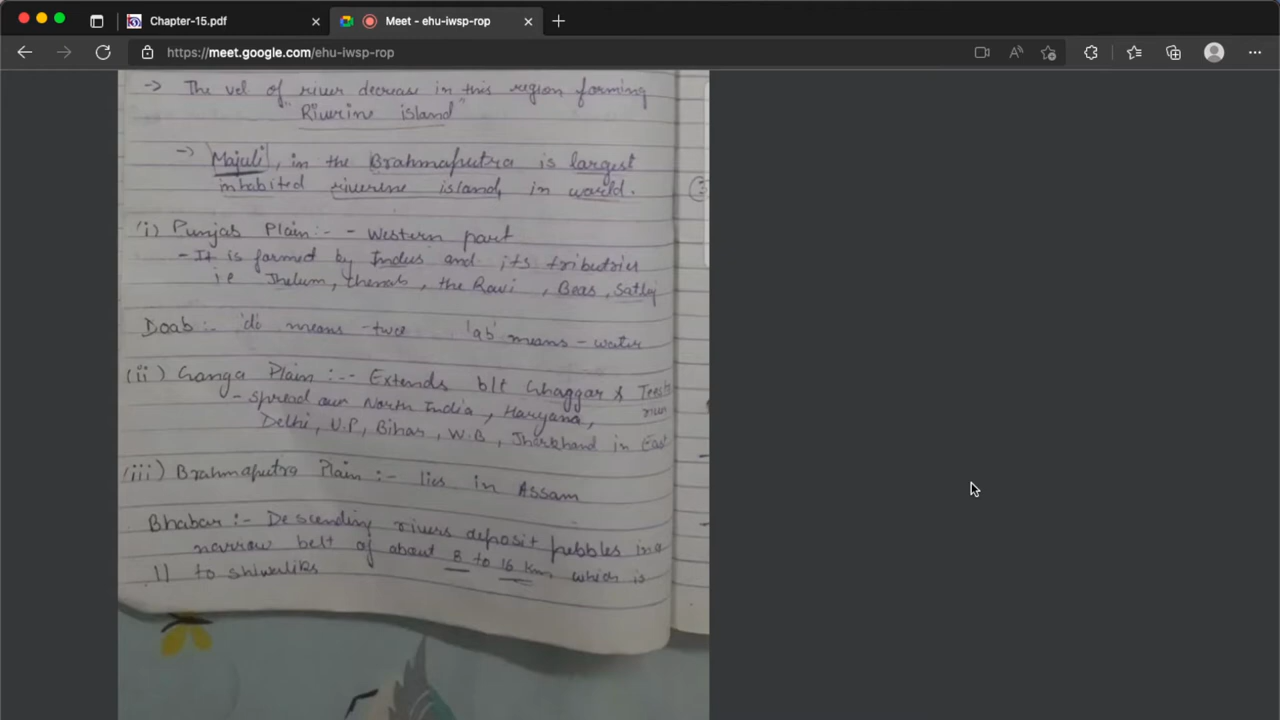 Chapter-15.pdf
Meet - ehu-iwsp-rop
https://meet.google.com/ehu-iwsp-rop
-> The vel of river decrease in this region forming
"Riverine island"
-> Majuli, in the Brahmaputra is largest
inhabited riverine island, in world.
(i) Punjab Plain:- - Western part
- It is formed by Indus and its tributries
i.e Jhelum, chenab, the Ravi, Beas, Satluj
Doab:- 'do' means -two 'ab' means - water
(ii) Ganga Plain :-- Extends b/t Ghaggar & Teesta
river
- spread over North India, Haryana,
Delhi, U.P, Bihar, W.B, Jharkhand in East
(iii) Brahmaputra Plain :- lies in Assam
Bhabar :- Descending rivers deposit pebbles in a
narrow belt of about 8 to 16 km, which is
|| to shiwaliks